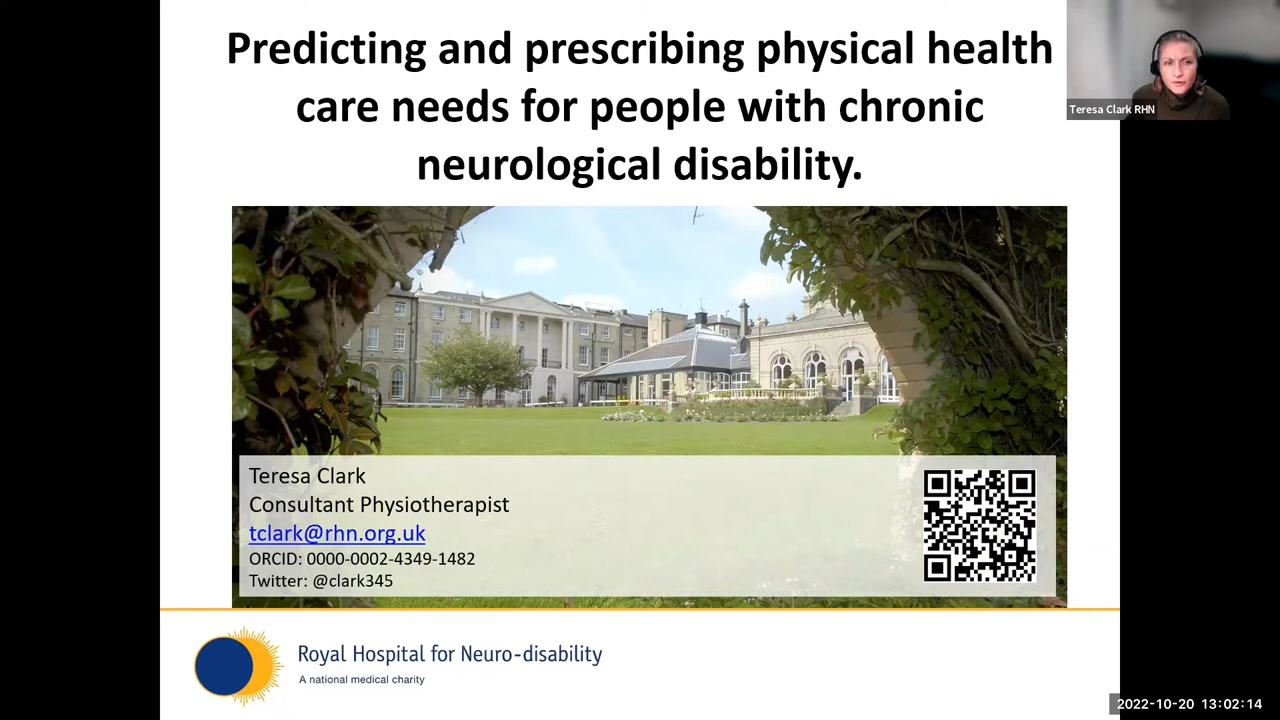 Predicting and prescribing physical health
care needs for people with chronic
neurological disability.
Teresa Clark RHN
Teresa Clark
Consultant Physiotherapist
tclark@rhn.org.uk
ORCID: 0000-0002-4349-1482
Twitter: @clark345
Royal Hospital for Neuro-disability
A national medical charity
2022-10-20 13:02:14